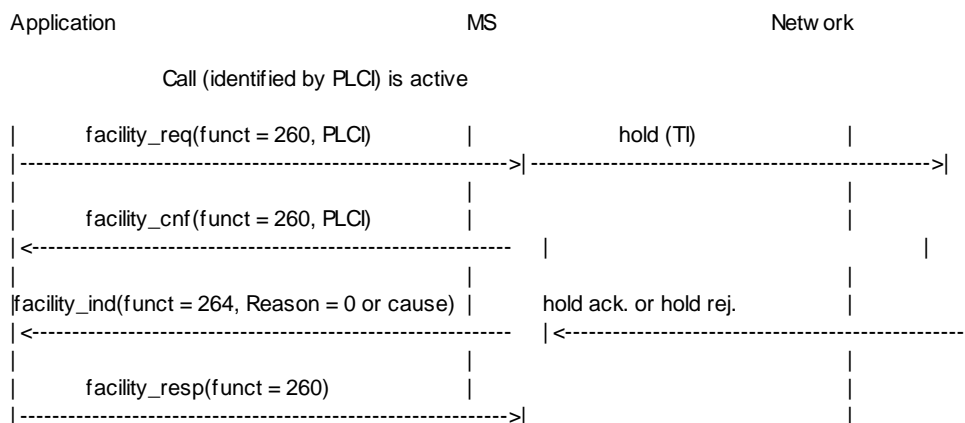 Application MS Netw ork
Call (identified by PLCI) is active
| facility_req(funct = 260, PLCI) | hold (TI) |
|------------------------------------------------------------->|-------------------------------------------------->|
| | |
| facility_cnf(funct = 260, PLCI) | |
|<------------------------------------------------------------ | |
| | |
|facility_ind(funct = 264, Reason = 0 or cause) | hold ack. or hold rej. |
|<------------------------------------------------------------ |<--------------------------------------------------
| | |
| facility_resp(funct = 260) | |
|------------------------------------------------------------->| |